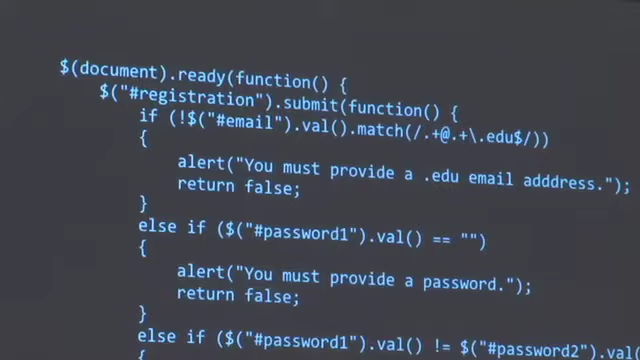 $(document).ready(function() {
$("#registration").submit(function() {
if (!$("#email").val().match(/.+@.+\.edu$/))
{
alert("You must provide a .edu email adddress.");
return false;
}
else if ($("#password1").val() == "")
{
alert("You must provide a password.");
return false;
}
else if ($("#password1").val() != $("#password2").val(
{